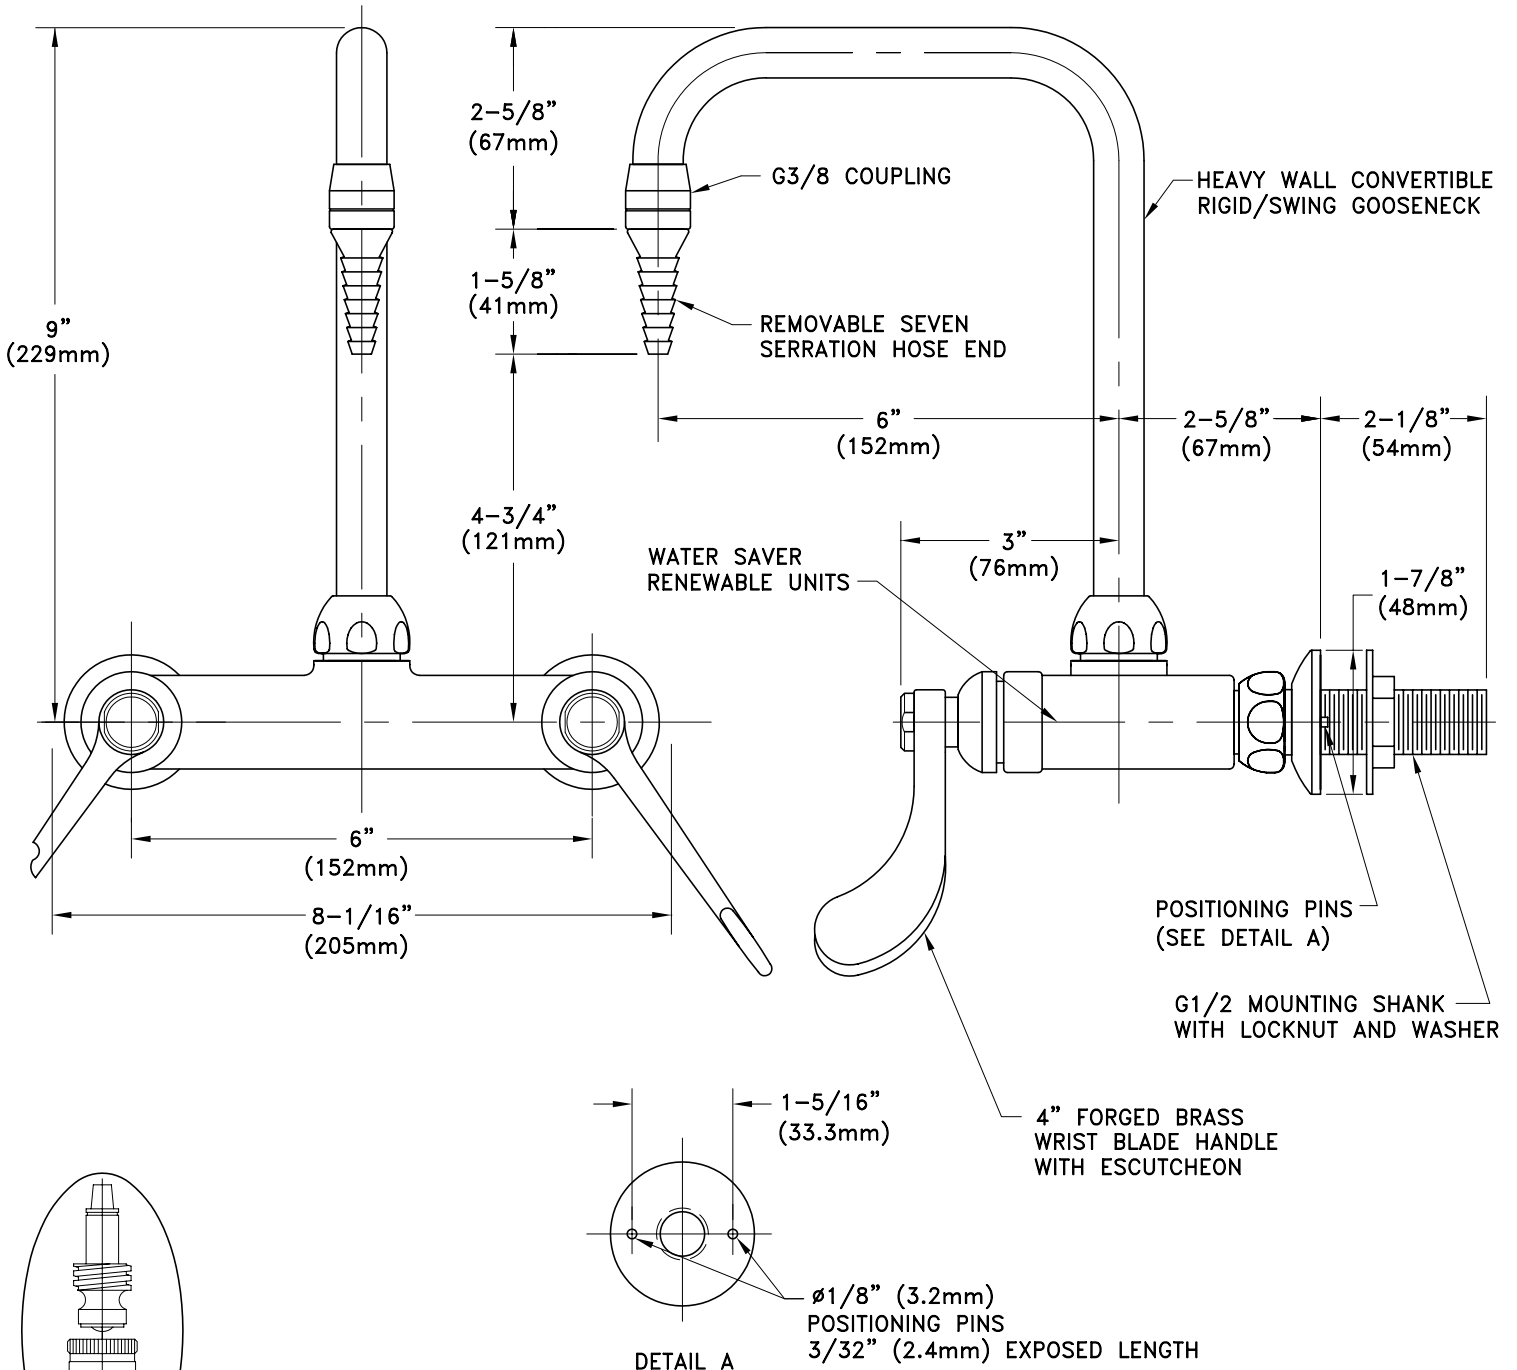 2-5/8”
(67mm)
G3/8 COUPLING
HEAVY WALL CONVERTIBLE
RIGID/SWING GOOSENECK
1-5/8”
(41mm)
9”
(229mm)
REMOVABLE SEVEN
SERRATION HOSE END
6”
(152mm)
2-5/8”
(67mm)
2-1/8”
(54mm)
4-3/4”
(121mm)
3”
(76mm)
WATER SAVER
RENEWABLE UNITS
1-7/8”
(48mm)
6”
(152mm)
8-1/16”
(205mm)
POSITIONING PINS
(SEE DETAIL A)
G1/2 MOUNTING SHANK
WITH LOCKNUT AND WASHER
1-5/16”
(33.3mm)
4” FORGED BRASS
WRIST BLADE HANDLE
WITH ESCUTCHEON
ø1/8” (3.2mm)
POSITIONING PINS
3/32” (2.4mm) EXPOSED LENGTH
DETAIL A